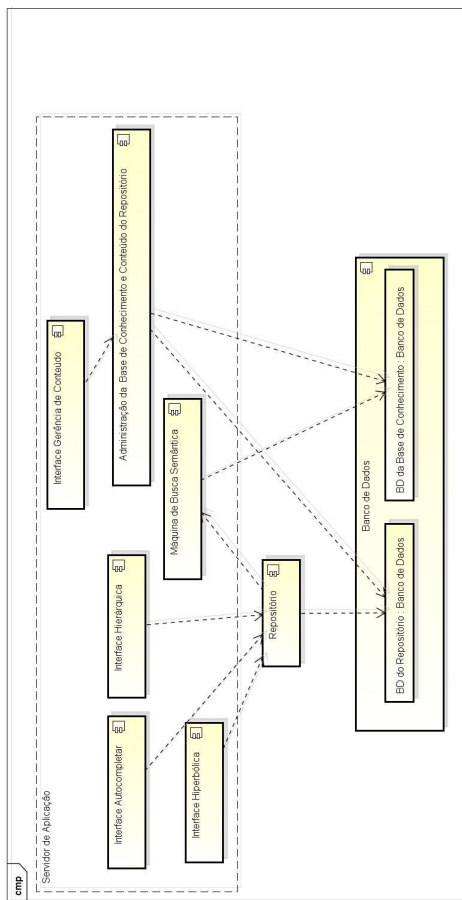 cmp
Servidor de Aplicação
Interface Gerência de Conteúdo
Interface Autocompletar
Interface Hierárquica
Administração da  Base de Conhecimento e Conteúdo do Repositório
Interface Hiperbólica
Máquina de Busca Semântica
Repositório
Banco de Dados
BD do Repositório : Banco de Dados
BD da Base de Conhecimento : Banco de Dados